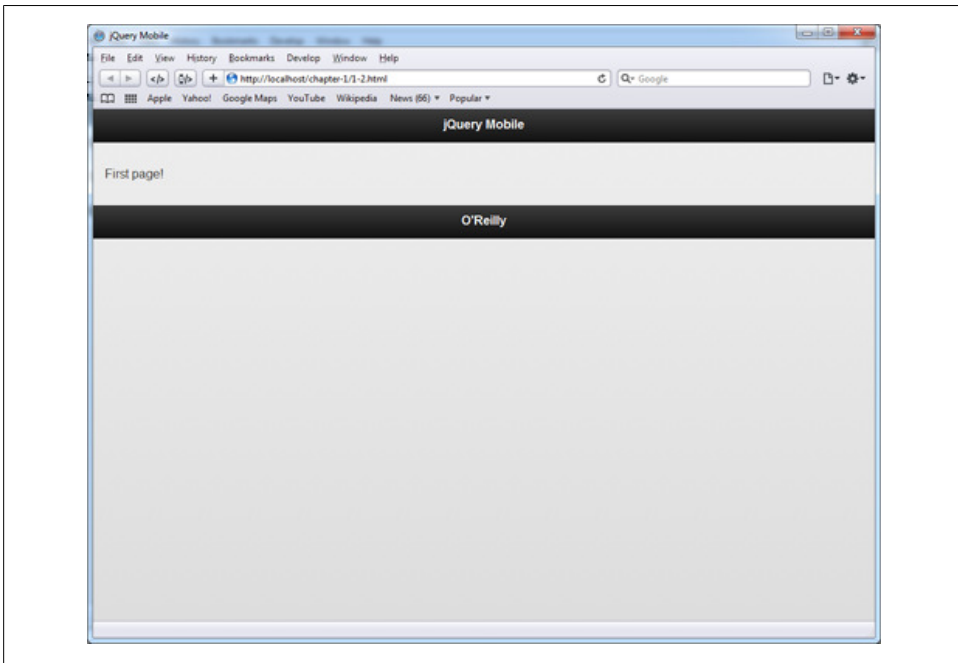 jQuery Mobile
File Edit View History Bookmarks Develop Window Help
http://localhost/chapter-1/1-2.html Google
Apple Yahoo! Google Maps YouTube Wikipedia News (66) Popular
jQuery Mobile
First page!
O'Reilly